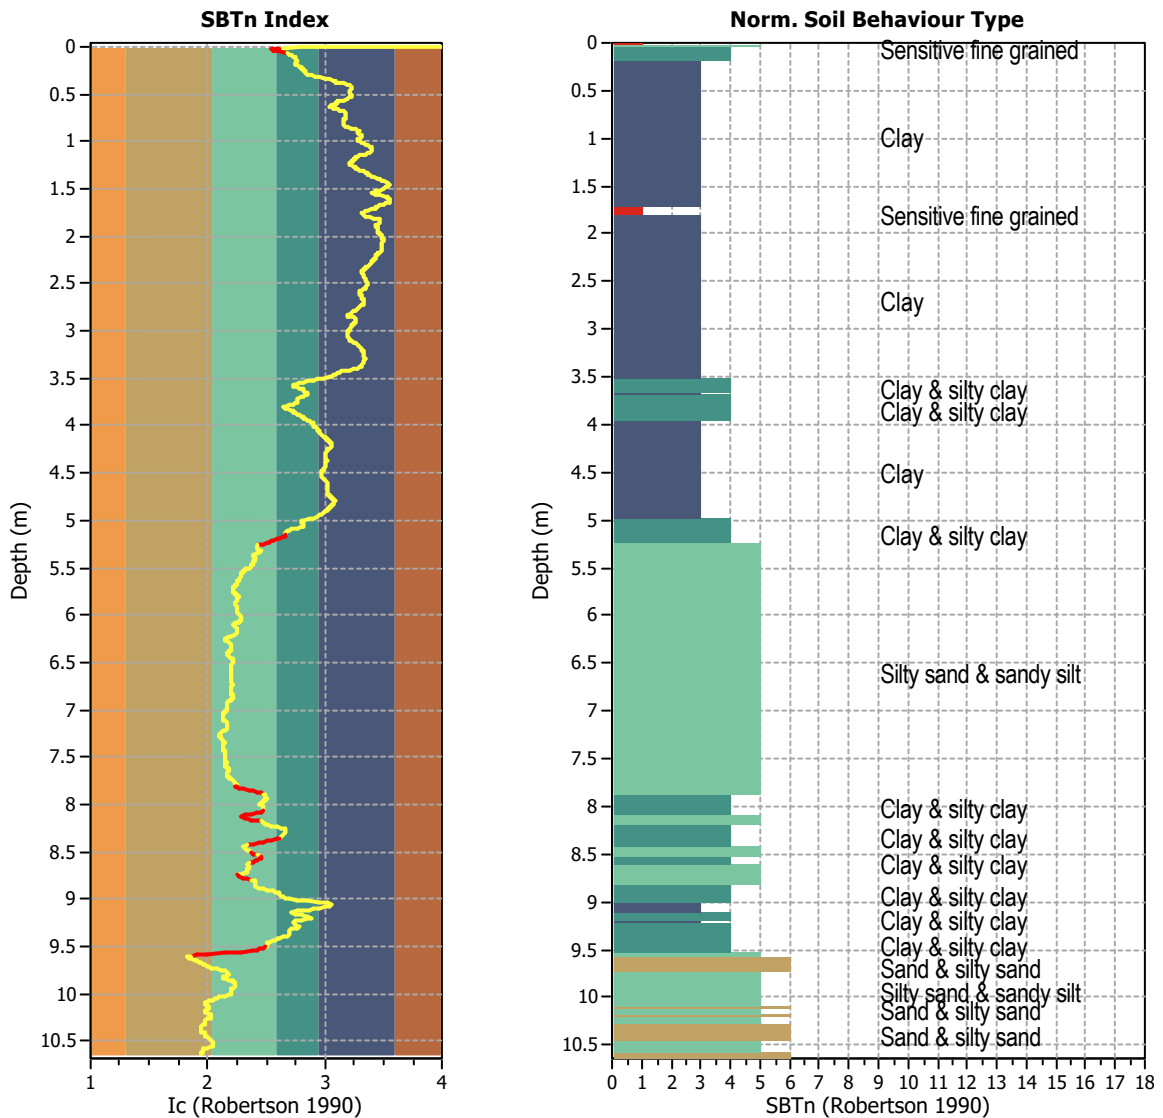 SBTn Index
0
0.5
1
1.5
2
2.5
3
3.5
4
4.5
5
5.5
6
6.5
7
7.5
8
8.5
9
9.5
10
10.5
Depth (m)
1 2 3 4
Ic (Robertson 1990)
Norm. Soil Behaviour Type
0
0.5
1
1.5
2
2.5
3
3.5
4
4.5
5
5.5
6
6.5
7
7.5
8
8.5
9
9.5
10
10.5
Depth (m)
Sensitive fine grained
Clay
Sensitive fine grained
Clay
Clay & silty clay
Clay & silty clay
Clay
Clay & silty clay
Silty sand & sandy silt
Clay & silty clay
Clay & silty clay
Clay & silty clay
Clay & silty clay
Clay & silty clay
Clay & silty clay
Sand & silty sand
Silty sand & sandy silt
Sand & silty sand
Sand & silty sand
0 1 2 3 4 5 6 7 8 9 10 11 12 13 14 15 16 17 18
SBTn (Robertson 1990)